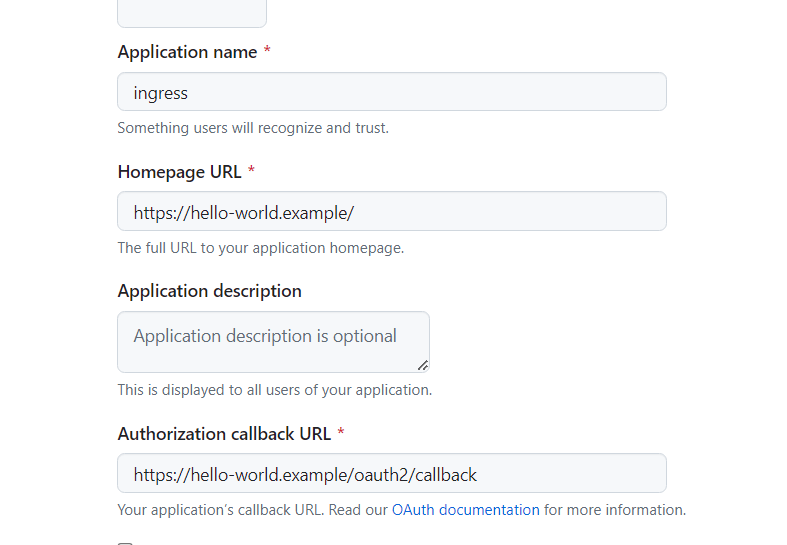 Application name *
ingress
Something users will recognize and trust.
Homepage URL *
https://hello-world.example/
The full URL to your application homepage.
Application description
Application description is optional
This is displayed to all users of your application.
Authorization callback URL *
https://hello-world.example/oauth2/callback
Your application’s callback URL. Read our OAuth documentation for more information.